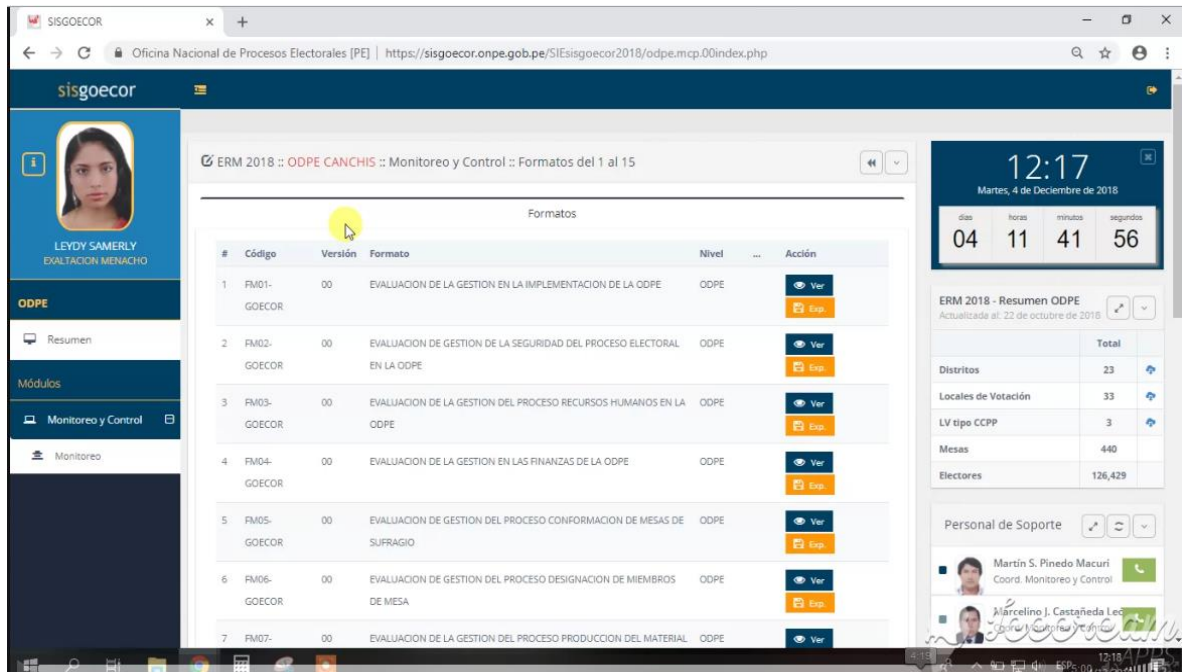 SISGOECOR
Oficina Nacional de Procesos Electorales [PE] | https://sisgoecor.onpe.gob.pe/SIEsisgoecor2018/odpe.mcp.00index.php
sisgoecor
LEYDY SAMERLY
EXALTACION MENACHO
ODPE
Resumen
Módulos
Monitoreo y Control
Monitoreo
ERM 2018 :: ODPE CANCHIS :: Monitoreo y Control :: Formatos del 1 al 15
Formatos
# Código Versión Formato Nivel ... Acción
1 FM01- 00 EVALUACION DE LA GESTION EN LA IMPLEMENTACION DE LA ODPE ODPE Ver
GOECOR Exp.
2 FM02- 00 EVALUACION DE GESTION DE LA SEGURIDAD DEL PROCESO ELECTORAL ODPE Ver
GOECOR EN LA ODPE Exp.
3 FM03- 00 EVALUACION DE LA GESTION DEL PROCESO RECURSOS HUMANOS EN LA ODPE Ver
GOECOR ODPE Exp.
4 FM04- 00 EVALUACION DE LA GESTION EN LAS FINANZAS DE LA ODPE ODPE Ver
GOECOR Exp.
5 FM05- 00 EVALUACION DE GESTION DEL PROCESO CONFORMACION DE MESAS DE ODPE Ver
GOECOR SUFRAGIO Exp.
6 FM06- 00 EVALUACION DE GESTION DEL PROCESO DESIGNACION DE MIEMBROS ODPE Ver
GOECOR DE MESA Exp.
7 FM07- 00 EVALUACION DE GESTION DEL PROCESO PRODUCCION DEL MATERIAL ODPE Ver
12:17
Martes, 4 de Deciembre de 2018
dias horas minutos segundos
04 11 41 56
ERM 2018 - Resumen ODPE
Actualizada al: 22 de octubre de 2018
Total
Distritos 23
Locales de Votación 33
LV tipo CCPP 3
Mesas 440
Electores 126,429
Personal de Soporte
Martín S. Pinedo Macurí
Coord. Monitoreo y Control
Marcelino J. Castañeda Leó
Coord. Monitoreo y Control
APPS
4:19
ESP
12:18